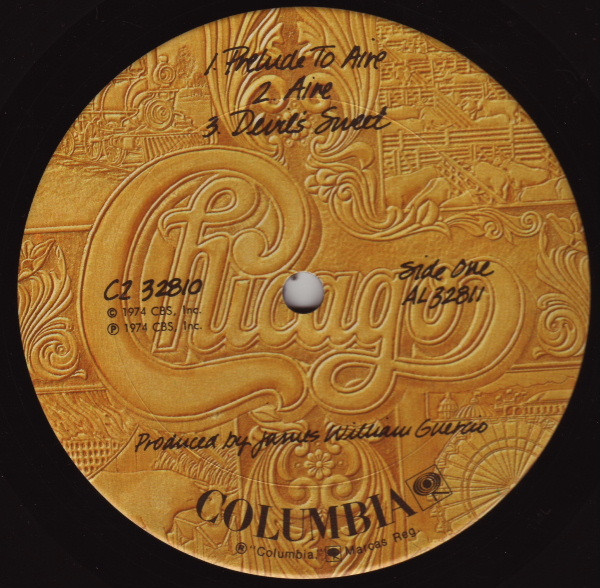 1. Prelude To Aire
2. Aire
3. Devil's Sweet
Chicago
C2 32810
© 1974 CBS, Inc.
℗ 1974 CBS, Inc.
Side One
AL 32811
Produced by James William Guercio
COLUMBIA
® "Columbia," Marcas Reg.